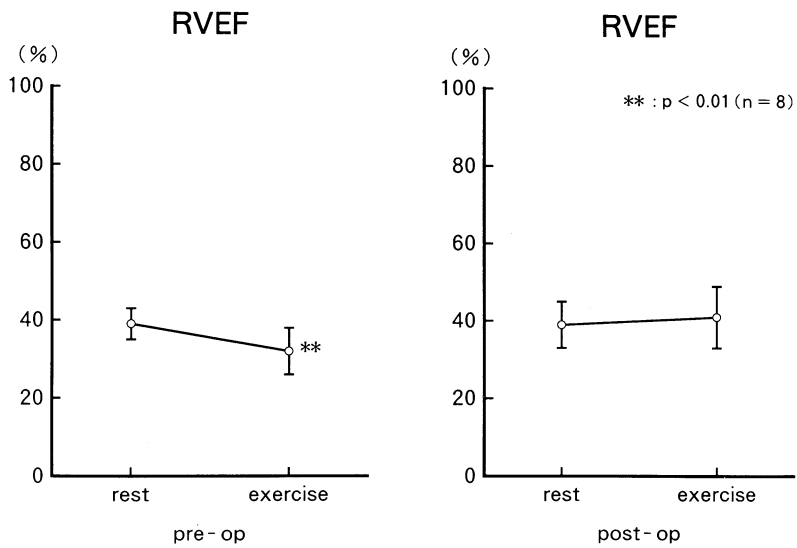 RVEF
(%)
100
80
60
40
20
0
**
rest exercise
pre-op
RVEF
(%)
** : p < 0.01 (n = 8)
100
80
60
40
20
0
rest exercise
post-op